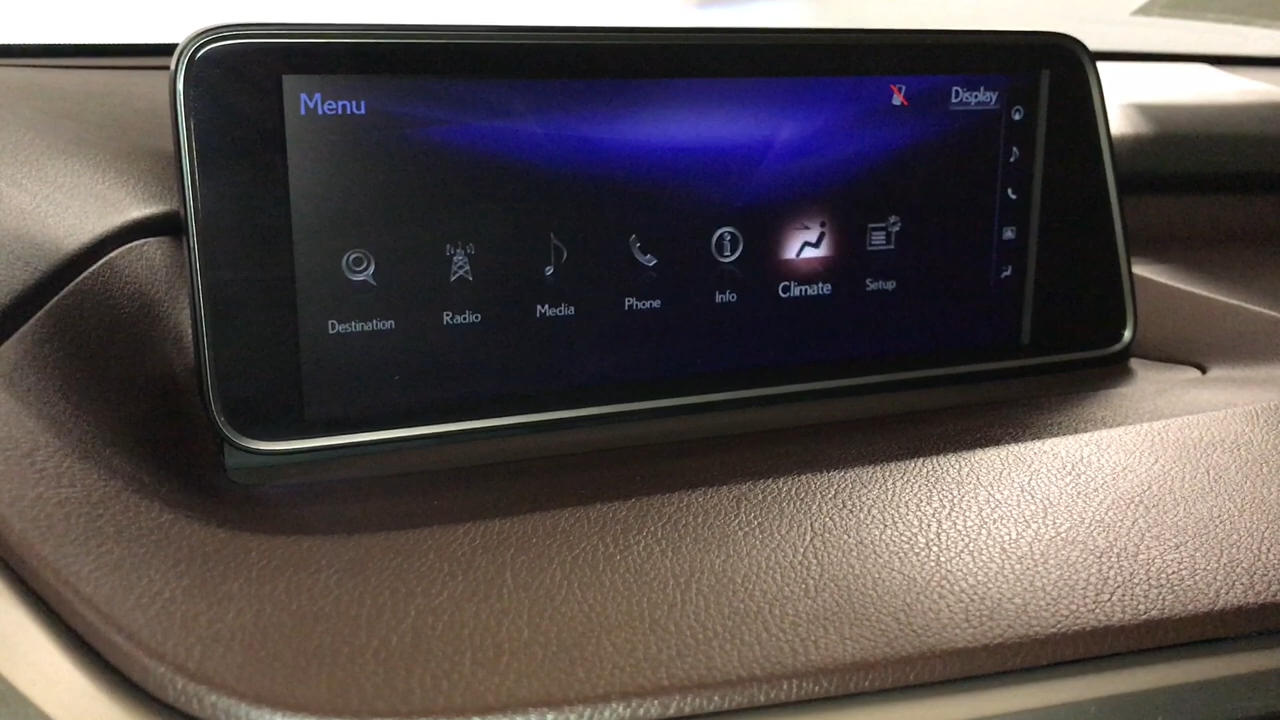 Menu
Display
Destination
Radio
Media
Phone
Info
Climate
Setup